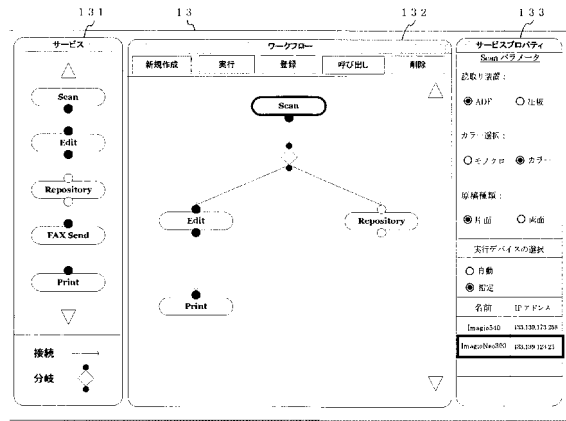 131
13
132
133
サービス
Scan
Edit
Repository
FAX Send
Print
接続
分岐
ワークフロー
新規作成 実行 登録 呼び出し 削除
Scan
Edit
Repository
Print
サービスプロパティ
Scan パラメータ
読取り装置:
ADF 圧板
カラー選択:
モノクロ カラー
原稿種類:
片面 両面
実行デバイスの選択
自動
指定
名前 IPアドレス
Imagio340